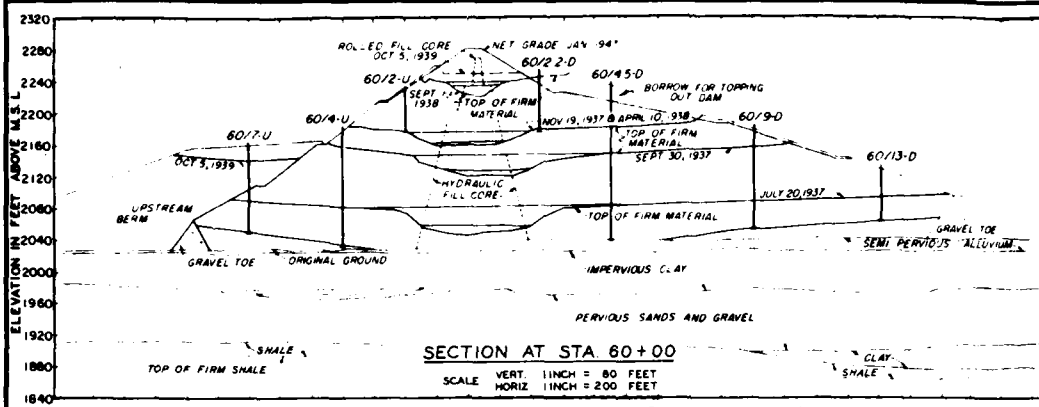 ELEVATION IN FEET ABOVE M.S.L.
2320
2280
2240
2200
2160
2120
2080
2040
2000
1960
1920
1880
1840
ROLLED FILL CORE
OCT 5, 1939
NET GRADE JAN 194
60/2-U
60/2.2-D
60/4.5-D
BORROW FOR TOPPING
OUT DAM
SEPT
1938
TOP OF FIRM
MATERIAL
60/4-U
60/7-U
NOV 19, 1937 & APRIL 10, 1938
60/9-D
TOP OF FIRM
MATERIAL
SEPT 30, 1937
60/13-D
OCT 5, 1939
HYDRAULIC
FILL CORE
JULY 20, 1937
UPSTREAM
BERM
TOP OF FIRM MATERIAL
GRAVEL TOE
SEMI PERVIOUS ALLUVIUM
GRAVEL TOE
ORIGINAL GROUND
IMPERVIOUS CLAY
PERVIOUS SANDS AND GRAVEL
SHALE
TOP OF FIRM SHALE
CLAY
SHALE
SECTION AT STA. 60+00
SCALE VERT. 1 INCH = 80 FEET
HORIZ 1 INCH = 200 FEET